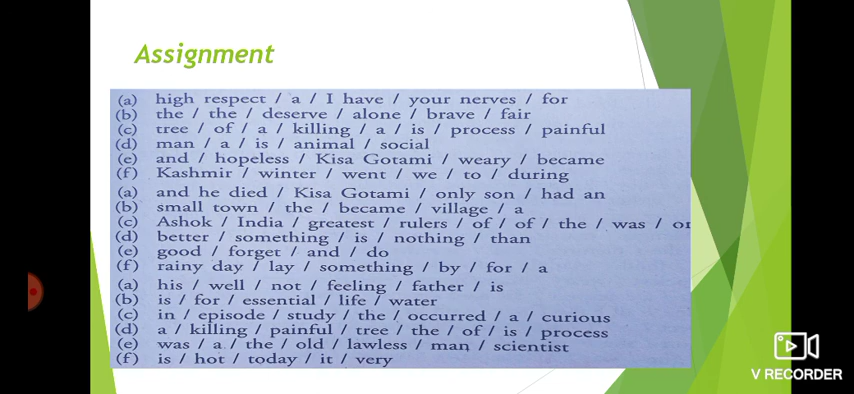 Assignment
(a) high respect / a / I have / your nerves / for
(b) the / the / deserve / alone / brave / fair
(c) tree / of / a / killing / a / is / process / painful
(d) man / a / is / animal / social
(e) and / hopeless / Kisa Gotami / weary / became
(f) Kashmir / winter / went / we / to / during
(a) and he died / Kisa Gotami / only son / had an
(b) small town / the / became / village / a
(c) Ashok / India / greatest / rulers / of / of / the / was / or
(d) better / something / is / nothing / than
(e) good / forget / and / do
(f) rainy day / lay / something / by / for / a
(a) his / well / not / feeling / father / is
(b) is / for / essential / life / water
(c) in / episode / study / the / occurred / a / curious
(d) a / killing / painful / tree / the / of / is / process
(e) was / a / the / old / lawless / man / scientist
(f) is / hot / today / it / very
V RECORDER